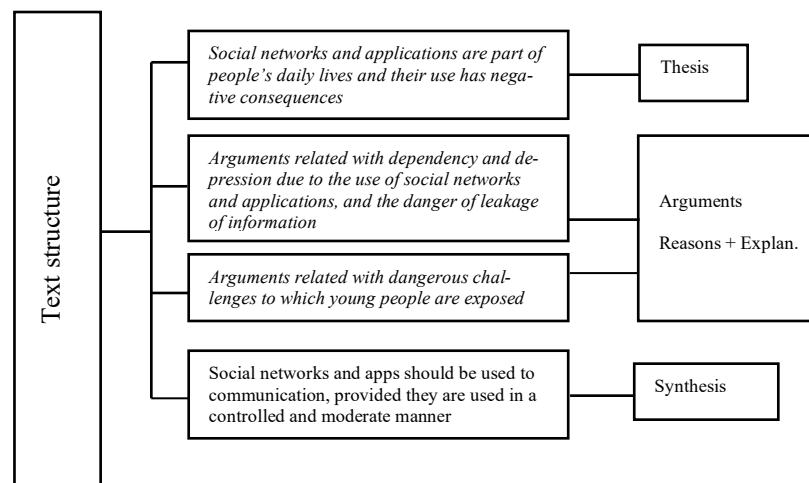 Text structure
Social networks and applications are part of
people’s daily lives and their use has nega-
tive consequences
Thesis
Arguments related with dependency and de-
pression due to the use of social networks
and applications, and the danger of leakage
of information
Arguments
Reasons + Explan.
Arguments related with dangerous chal-
lenges to which young people are exposed
Social networks and apps should be used to
communication, provided they are used in a
controlled and moderate manner
Synthesis